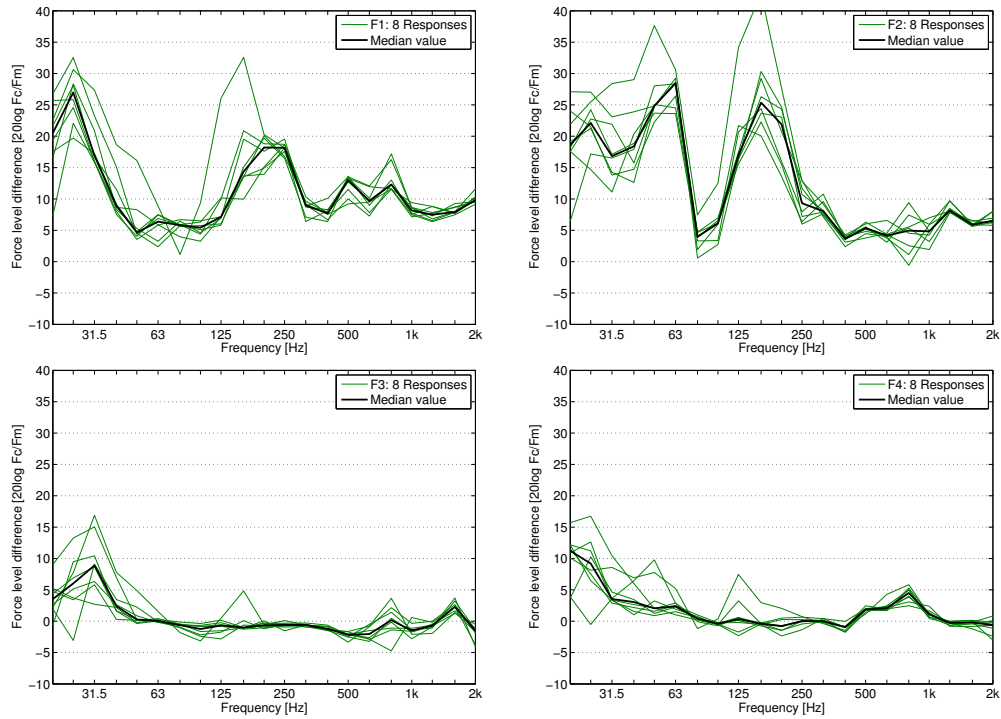 40
35
30
25
20
15
10
5
0
−5
−10
Force level difference [20log Fc/Fm]
F1: 8 Responses
Median value
31.5 63 125 250 500 1k 2k
Frequency [Hz]
40
35
30
25
20
15
10
5
0
−5
−10
Force level difference [20log Fc/Fm]
F2: 8 Responses
Median value
31.5 63 125 250 500 1k 2k
Frequency [Hz]
40
35
30
25
20
15
10
5
0
−5
−10
Force level difference [20log Fc/Fm]
F3: 8 Responses
Median value
31.5 63 125 250 500 1k 2k
Frequency [Hz]
40
35
30
25
20
15
10
5
0
−5
−10
Force level difference [20log Fc/Fm]
F4: 8 Responses
Median value
31.5 63 125 250 500 1k 2k
Frequency [Hz]